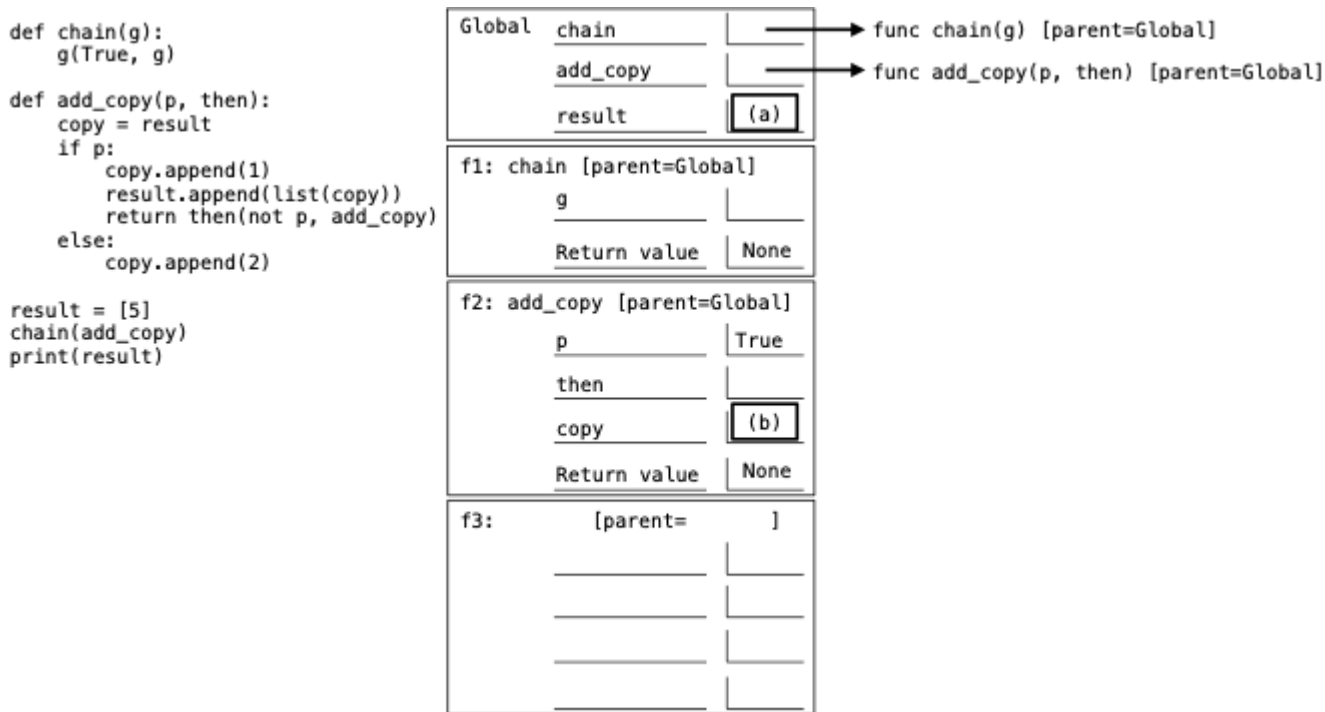 def chain(g):
    g(True, g)
def add_copy(p, then):
    copy = result
    if p:
        copy.append(1)
        result.append(list(copy))
        return then(not p, add_copy)
    else:
        copy.append(2)
result = [5]
chain(add_copy)
print(result)
Global chain func chain(g) [parent=Global]
add_copy func add_copy(p, then) [parent=Global]
result (a)
f1: chain [parent=Global]
g
Return value None
f2: add_copy [parent=Global]
p True
then
copy (b)
Return value None
f3: [parent= ]